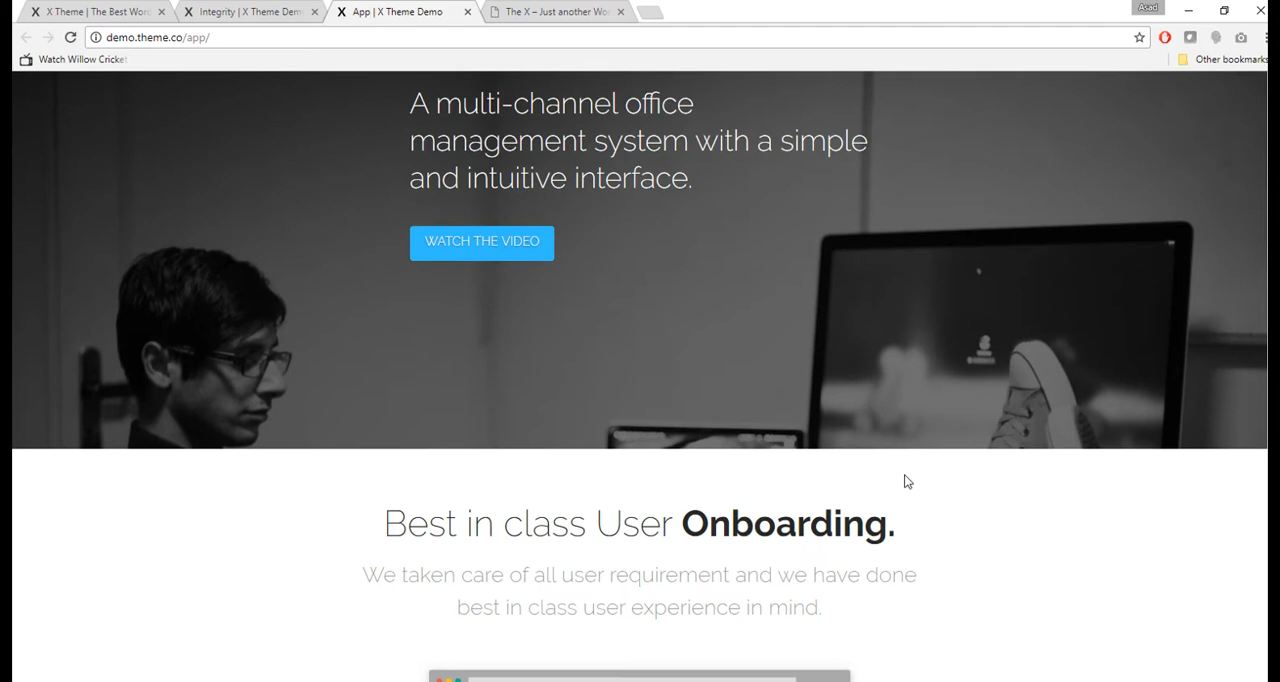 X Theme | The Best Word
Integrity | X Theme Dem
App | X Theme Demo
The X – Just another Wo
Asad
demo.theme.co/app/
Watch Willow Cricket
Other bookmarks
A multi-channel office
management system with a simple
and intuitive interface.
WATCH THE VIDEO
Best in class User Onboarding.
We taken care of all user requirement and we have done
best in class user experience in mind.